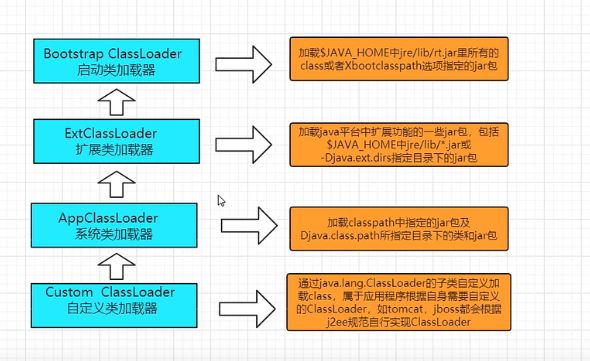 Bootstrap ClassLoader
启动类加载器
加载$JAVA_HOME中jre/lib/rt.jar里所有的
class或者Xbootclasspath选项指定的jar包
ExtClassLoader
扩展类加载器
加载java平台中扩展功能的一些jar包，包括
$JAVA_HOME中jre/lib/*.jar或
-Djava.ext.dirs指定目录下的jar包
AppClassLoader
系统类加载器
加载classpath中指定的jar包及
Djava.class.path所指定目录下的类和jar包
Custom ClassLoader
自定义类加载器
通过java.lang.ClassLoader的子类自定义加
载class，属于应用程序根据自身需要自定义
的ClassLoader，如tomcat，jboss都会根据
j2ee规范自行实现ClassLoader